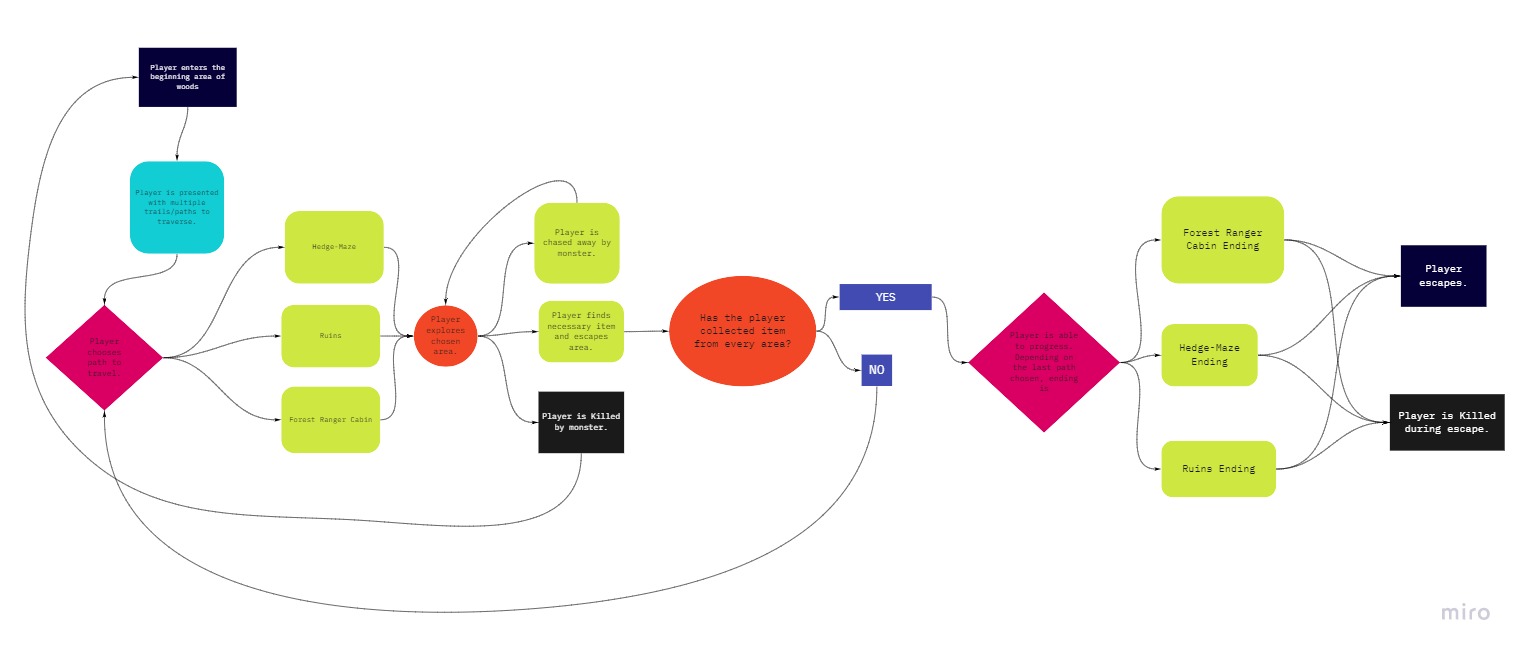 Player enters the
beginning area of
woods
Player is presented
with multiple
trails/paths to
traverse.
Player
chooses
path to
travel.
Hedge-Maze
Ruins
Forest Ranger Cabin
Player
explores
chosen
area.
Player is
chased away by
monster.
Player finds
necessary item
and escapes
area.
Player is Killed
by monster.
Has the player
collected item
from every area?
YES
NO
Player is able
to progress.
Depending on
the last path
chosen, ending
is
Forest Ranger
Cabin Ending
Hedge-Maze
Ending
Ruins Ending
Player
escapes.
Player is Killed
during escape.
miro